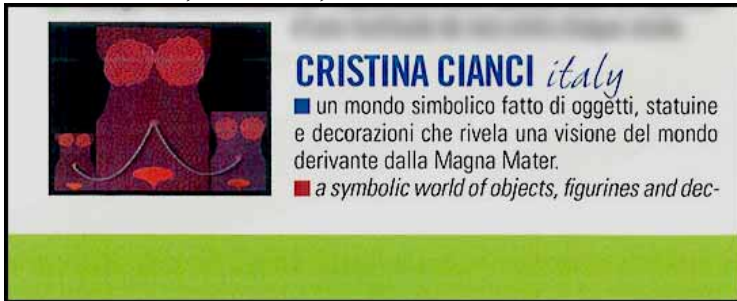 CRISTINA CIANCI italy
un mondo simbolico fatto di oggetti, statuine
e decorazioni che rivela una visione del mondo
derivante dalla Magna Mater.
a symbolic world of objects, figurines and dec-